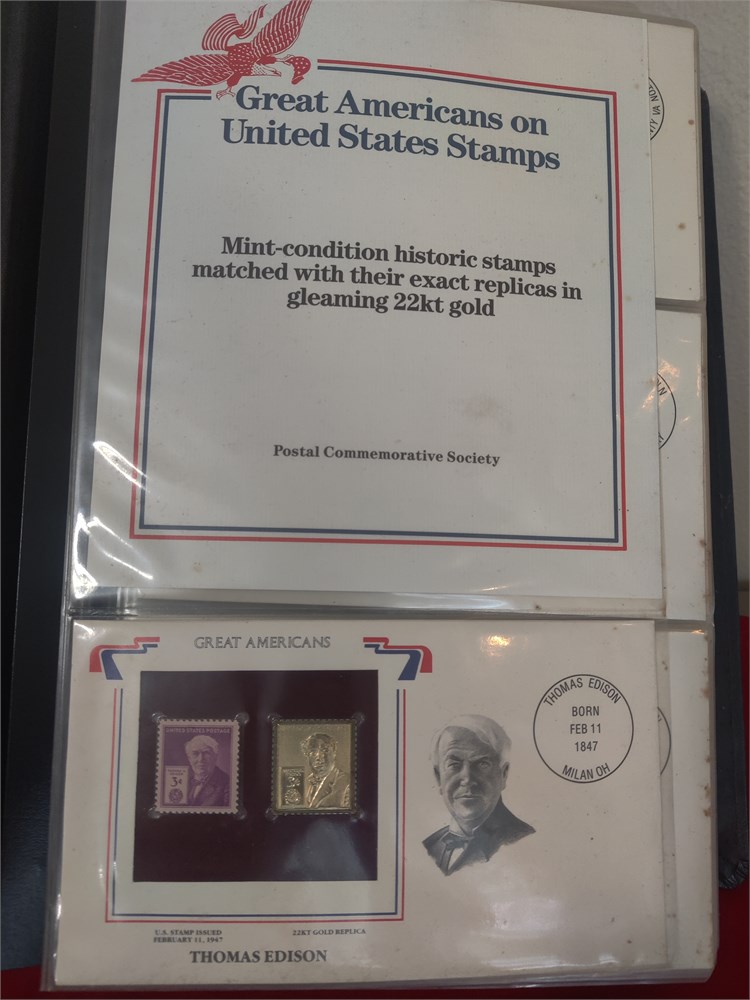 Great Americans on
United States Stamps
Mint-condition historic stamps
matched with their exact replicas in
gleaming 22kt gold
Postal Commemorative Society
GREAT AMERICANS
UNITED STATES POSTAGE
3¢
THOMAS EDISON
BORN
FEB 11
1847
MILAN OH
U.S. STAMP ISSUED
FEBRUARY 11, 1947
22KT GOLD REPLICA
THOMAS EDISON